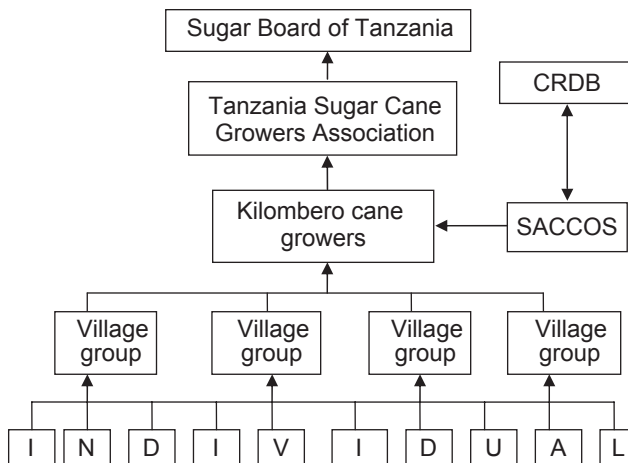 Sugar Board of Tanzania
Tanzania Sugar Cane
Growers Association
CRDB
Kilombero cane
growers
SACCOS
Village
group
Village
group
Village
group
Village
group
I N D I V I D U A L